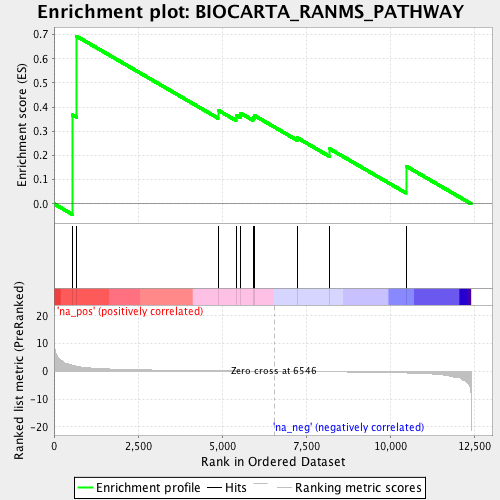 Enrichment plot: BIOCARTA_RANMS_PATHWAY
Enrichment score (ES)
0.7
0.6
0.5
0.4
0.3
0.2
0.1
0.0
'na_pos' (positively correlated)
Ranked list metric (PreRanked)
20
10
0
-10
-20
Zero cross at 6546
'na_neg' (negatively correlated)
0 2,500 5,000 7,500 10,000 12,500
Rank in Ordered Dataset
Enrichment profile Hits Ranking metric scores